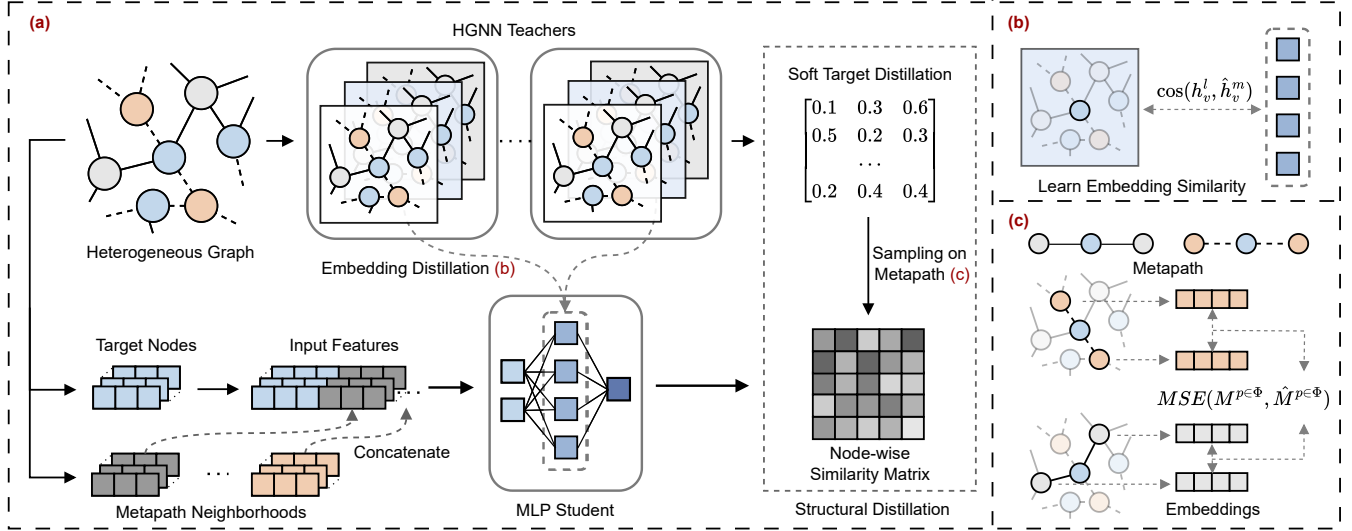 (a)
HGNN Teachers
Heterogeneous Graph
Embedding Distillation (b)
Target Nodes
Input Features
Concatenate
Metapath Neighborhoods
MLP Student
Soft Target Distillation
0.1 0.3 0.6
0.5 0.2 0.3
...
0.2 0.4 0.4
Sampling on
Metapath (c)
Node-wise
Similarity Matrix
Structural Distillation
(b)
cos(h_v^l, ĥ_v^m)
Learn Embedding Similarity
(c)
Metapath
MSE(M^{p∈Φ}, M̂^{p∈Φ})
Embeddings